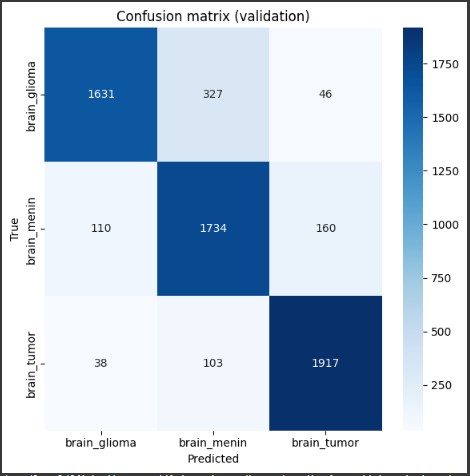 Confusion matrix (validation)
brain_glioma
1631 327 46
brain_menin
110 1734 160
brain_tumor
38 103 1917
True
brain_glioma brain_menin brain_tumor
Predicted
1750
1500
1250
1000
750
500
250